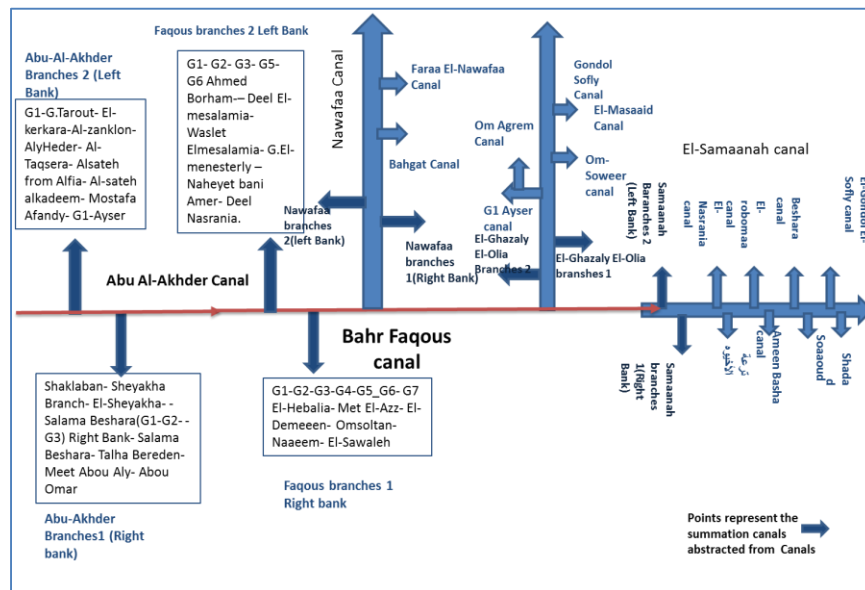 Faqous branches 2 Left Bank
Abu-Al-Akhder
Branches 2 (Left
Bank)
G1-G.Tarout- El-
kerkara-Al-zanklon-
AlyHeder- Al-
Taqsera- Alsateh
from Alfia- Al-sateh
alkadeem- Mostafa
Afandy- G1-Ayser
G1- G2- G3- G5-
G6 Ahmed
Borham-– Deel El-
mesalamia-
Waslet
Elmesalamia- G.El-
menesterly –
Naheyet bani
Amer- Deel
Nasrania.
Nawafaa Canal
Faraa El-Nawafaa
Canal
Bahgat Canal
Nawafaa
branches
2(left Bank)
Nawafaa
branches
1(Right Bank)
Gondol
Sofly
Canal
El-Masaaid
Canal
Om Agrem
Canal
Om-
Soweer
canal
G1 Ayser
canal
El-Ghazaly
El-Olia
Branches 2
El-Ghazaly El-Olia
branshes 1
El-Samaanah canal
Samaanah
Baranches 2
(Left Bank)
Nasrania
canal
El-
robomaa
canal
El-
Beshara
canal
El-Gondol El-
Sofly canal
Abu Al-Akhder Canal
Bahr Faqous
canal
Shaklaban- Sheyakha
Branch- El-Sheyakha- -
Salama Beshara(G1-G2- -
G3) Right Bank- Salama
Beshara- Talha Bereden-
Meet Abou Aly- Abou
Omar
Abu-Akhder
Branches1 (Right
bank)
G1-G2-G3-G4-G5_G6- G7
El-Hebalia- Met El-Azz- El-
Demeeen- Omsoltan-
Naaeem- El-Sawaleh
Faqous branches 1
Right bank
Samaanah
branches
1(Right
Bank)
ترعة
الأخيوه
Ameen Basha
canal
Soaaoud
Shada
d
Points represent the
summation canals
abstracted from Canals